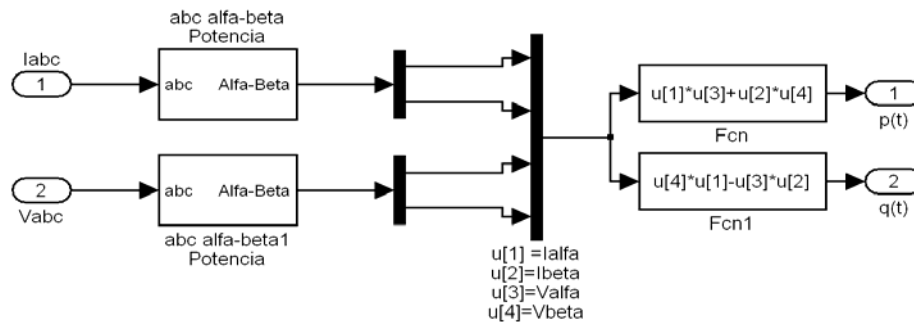 abc alfa-beta
Potencia
Iabc
1
abc
Alfa-Beta
u[1]*u[3]+u[2]*u[4]
1
Fcn
p(t)
2
Vabc
abc
Alfa-Beta
abc alfa-beta1
Potencia
u[4]*u[1]-u[3]*u[2]
2
Fcn1
q(t)
u[1] =Ialfa
u[2]=Ibeta
u[3]=Valfa
u[4]=Vbeta